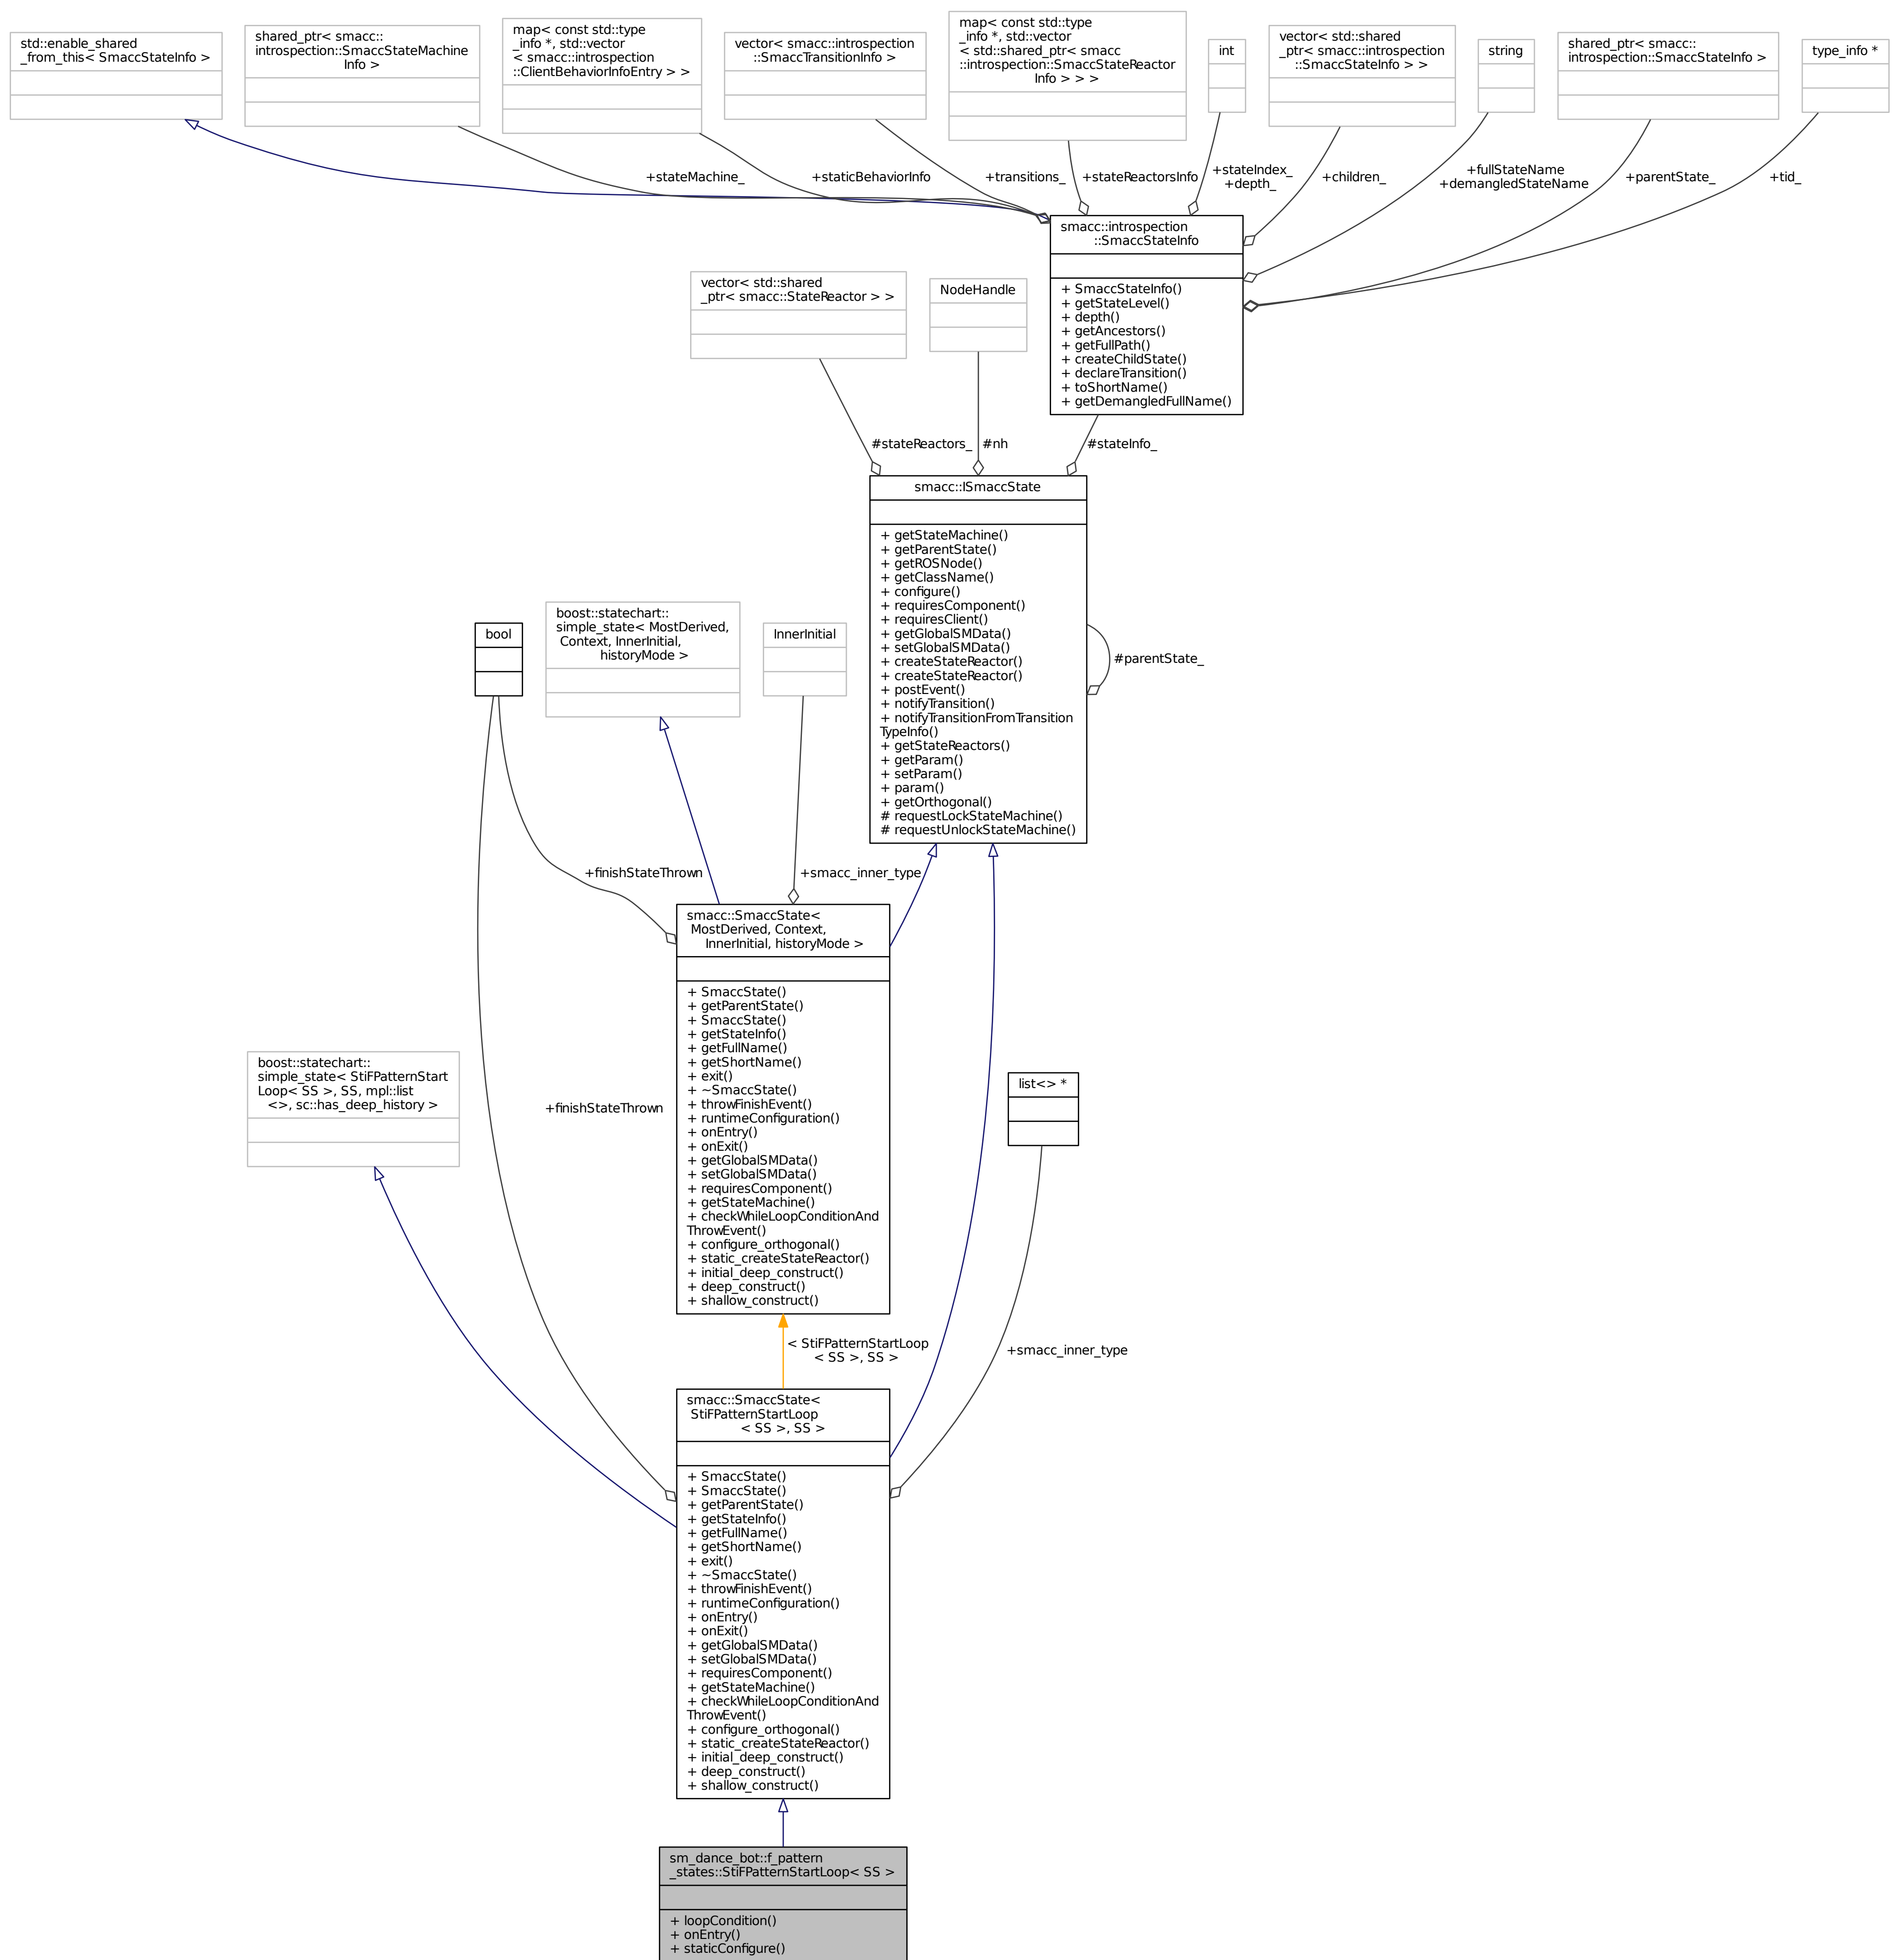 std::enable_shared
_from_this< SmaccStateInfo >
shared_ptr< smacc::
introspection::SmaccStateMachine
Info >
map< const std::type
_info *, std::vector
< smacc::introspection
::ClientBehaviorInfoEntry > >
vector< smacc::introspection
::SmaccTransitionInfo >
map< const std::type
_info *, std::vector
< std::shared_ptr< smacc
::introspection::SmaccStateReactor
Info > > >
int
vector< std::shared
_ptr< smacc::introspection
::SmaccStateInfo > >
string
shared_ptr< smacc::
introspection::SmaccStateInfo >
type_info *
+stateMachine_
+staticBehaviorInfo
+transitions_
+stateReactorsInfo
+stateIndex_
+depth_
+children_
+fullStateName
+demangledStateName
+parentState_
+tid_
smacc::introspection
::SmaccStateInfo
+ SmaccStateInfo()
+ getStateLevel()
+ depth()
+ getAncestors()
+ getFullPath()
+ createChildState()
+ declareTransition()
+ toShortName()
+ getDemangledFullName()
vector< std::shared
_ptr< smacc::StateReactor > >
NodeHandle
#stateReactors_
#nh
#stateInfo_
smacc::ISmaccState
+ getStateMachine()
+ getParentState()
+ getROSNode()
+ getClassName()
+ configure()
+ requiresComponent()
+ requiresClient()
+ getGlobalSMData()
+ setGlobalSMData()
+ createStateReactor()
+ createStateReactor()
+ postEvent()
+ notifyTransition()
+ notifyTransitionFromTransition
TypeInfo()
+ getStateReactors()
+ getParam()
+ setParam()
+ param()
+ getOrthogonal()
# requestLockStateMachine()
# requestUnlockStateMachine()
#parentState_
bool
boost::statechart::
simple_state< MostDerived,
Context, InnerInitial,
historyMode >
InnerInitial
+finishStateThrown
+smacc_inner_type
smacc::SmaccState<
MostDerived, Context,
InnerInitial, historyMode >
+ SmaccState()
+ getParentState()
+ SmaccState()
+ getStateInfo()
+ getFullName()
+ getShortName()
+ exit()
+ ~SmaccState()
+ throwFinishEvent()
+ runtimeConfiguration()
+ onEntry()
+ onExit()
+ getGlobalSMData()
+ setGlobalSMData()
+ requiresComponent()
+ getStateMachine()
+ checkWhileLoopConditionAnd
ThrowEvent()
+ configure_orthogonal()
+ static_createStateReactor()
+ initial_deep_construct()
+ deep_construct()
+ shallow_construct()
boost::statechart::
simple_state< StiFPatternStart
Loop< SS >, SS, mpl::list
<>, sc::has_deep_history >
+finishStateThrown
list<> *
< StiFPatternStartLoop
< SS >, SS >
+smacc_inner_type
smacc::SmaccState<
StiFPatternStartLoop
< SS >, SS >
+ SmaccState()
+ SmaccState()
+ getParentState()
+ getStateInfo()
+ getFullName()
+ getShortName()
+ exit()
+ ~SmaccState()
+ throwFinishEvent()
+ runtimeConfiguration()
+ onEntry()
+ onExit()
+ getGlobalSMData()
+ setGlobalSMData()
+ requiresComponent()
+ getStateMachine()
+ checkWhileLoopConditionAnd
ThrowEvent()
+ configure_orthogonal()
+ static_createStateReactor()
+ initial_deep_construct()
+ deep_construct()
+ shallow_construct()
sm_dance_bot::f_pattern
_states::StiFPatternStartLoop< SS >
+ loopCondition()
+ onEntry()
+ staticConfigure()